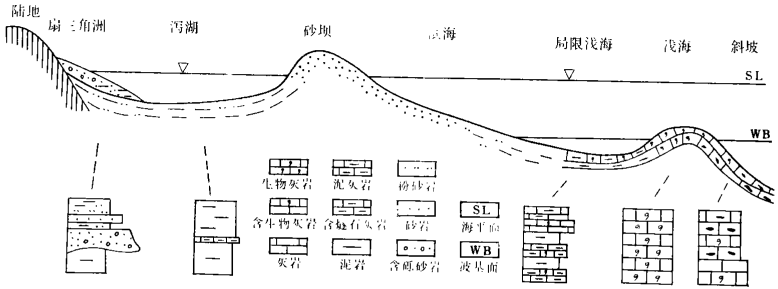 陆地 扇三角洲 泻湖 砂坝 滨海 局限浅海 浅海 斜坡
SL
WB
生物灰岩 泥灰岩 粉砂岩
含生物灰岩 含燧石灰岩 砂岩 SL 海平面
灰岩 泥岩 含砾砂岩 WB 波基面